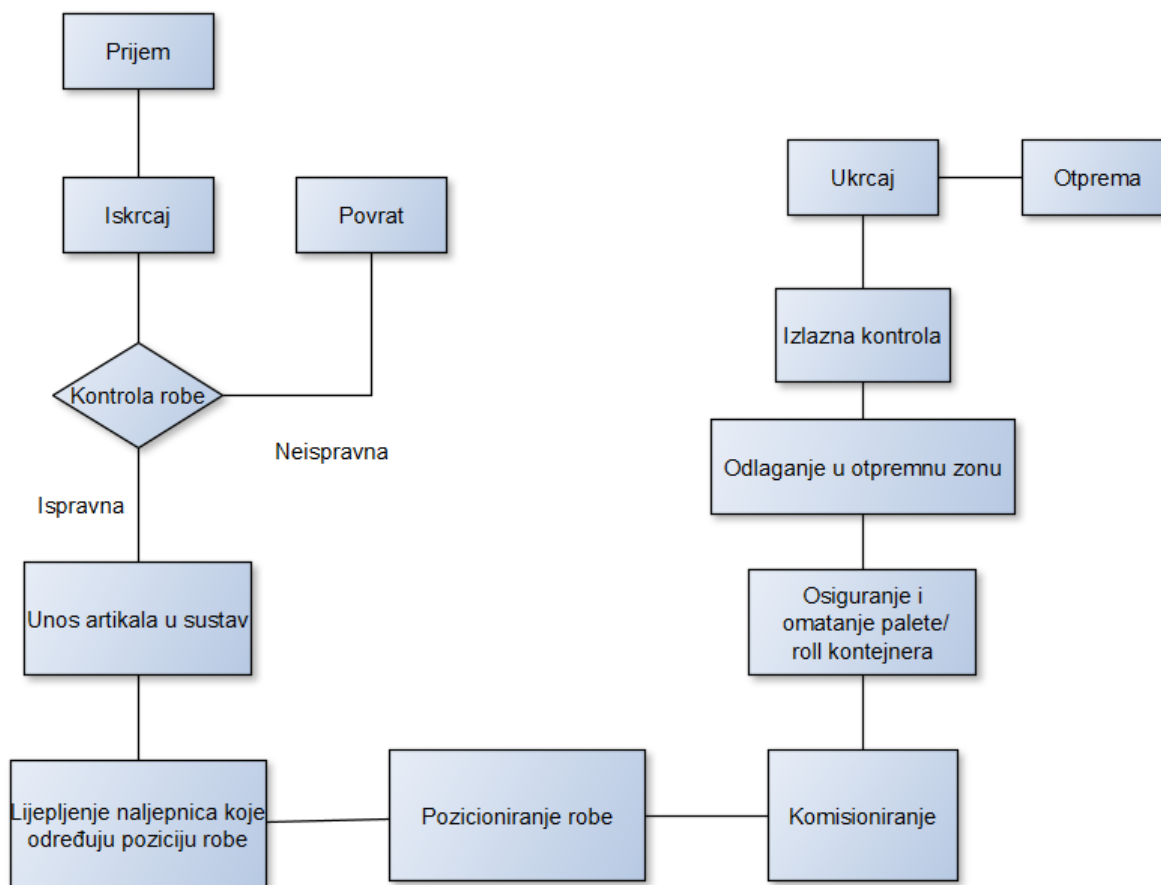 Prijem
Iskrcaj
Povrat
Kontrola robe
Neispravna
Ispravna
Unos artikala u sustav
Lijepljenje naljepnica koje
određuju poziciju robe
Pozicioniranje robe
Komisioniranje
Osiguranje i
omatanje palete/
roll kontejnera
Odlaganje u otpremnu zonu
Izlazna kontrola
Ukrcaj
Otprema